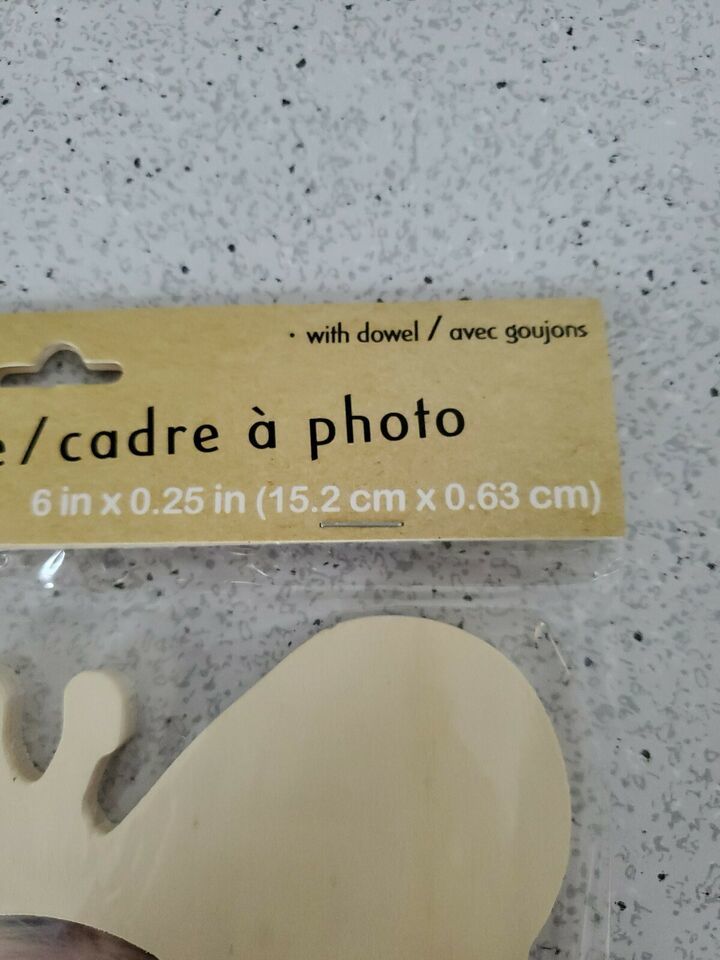 · with dowel / avec goujons
e / cadre à photo
6 in x 0.25 in (15.2 cm x 0.63 cm)